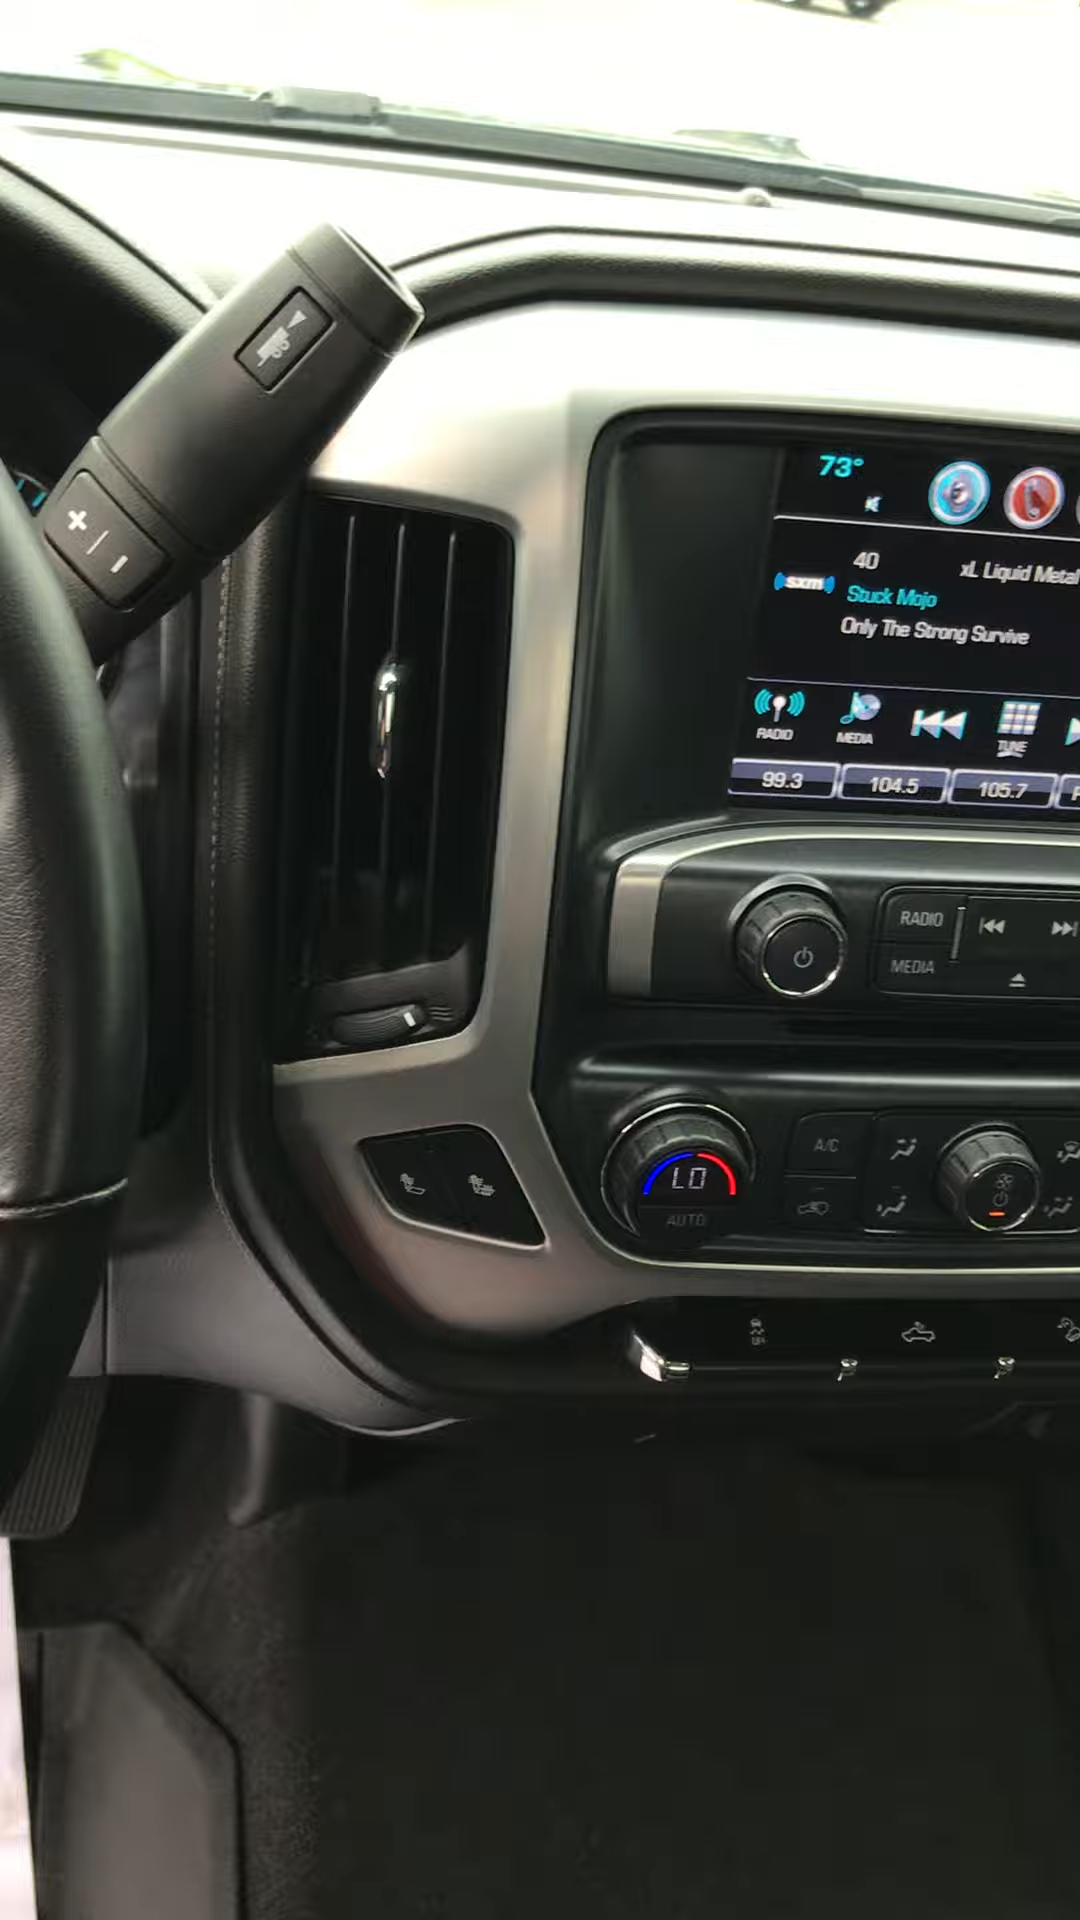 73°
40
xL Liquid Metal
sxm
Stuck Mojo
Only The Strong Survive
RADIO
MEDIA
TUNE
99.3
104.5
105.7
RADIO
MEDIA
A/C
LO
AUTO